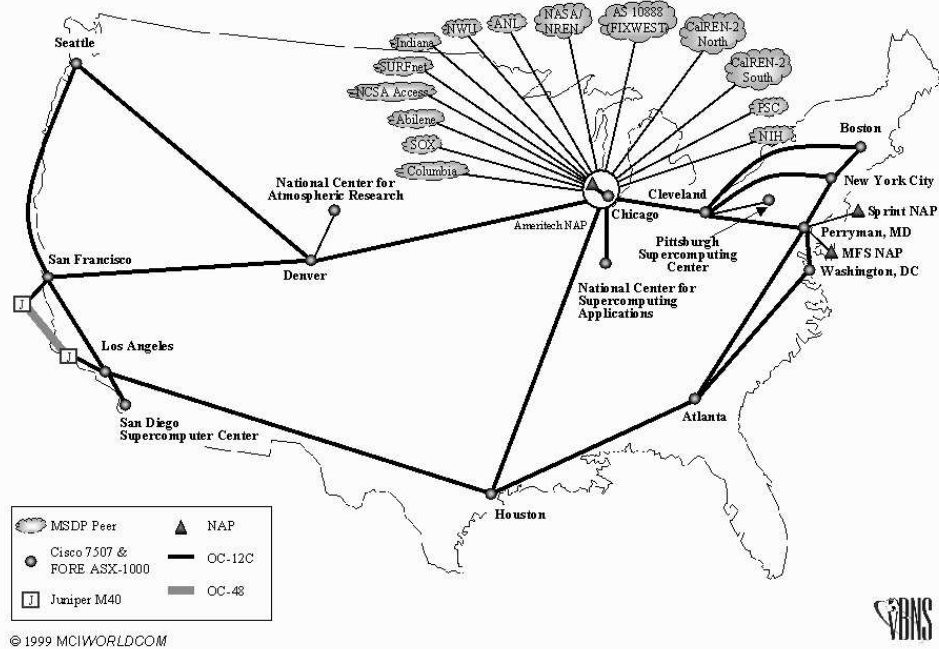 Seattle
Indiana
NWU
ANL
NASA/
NREN
AS 10888
(FIXWEST)
CalREN-2
North
SURFnet
CalREN-2
South
NCSA Access
PSC
Abilene
NIH
SOX
Columbia
Boston
National Center for
Atmospheric Research
Cleveland
New York City
Chicago
Ameritech NAP
Sprint NAP
Perryman, MD
Pittsburgh
Supercomputing
Center
MFS NAP
San Francisco
Denver
Washington, DC
National Center for
Supercomputing
Applications
J
J
Los Angeles
San Diego
Supercomputer Center
Atlanta
Houston
MSDP Peer
NAP
Cisco 7507 &
FORE ASX-1000
OC-12C
J
Juniper M40
OC-48
© 1999 MCIWORLDCOM
vBNS